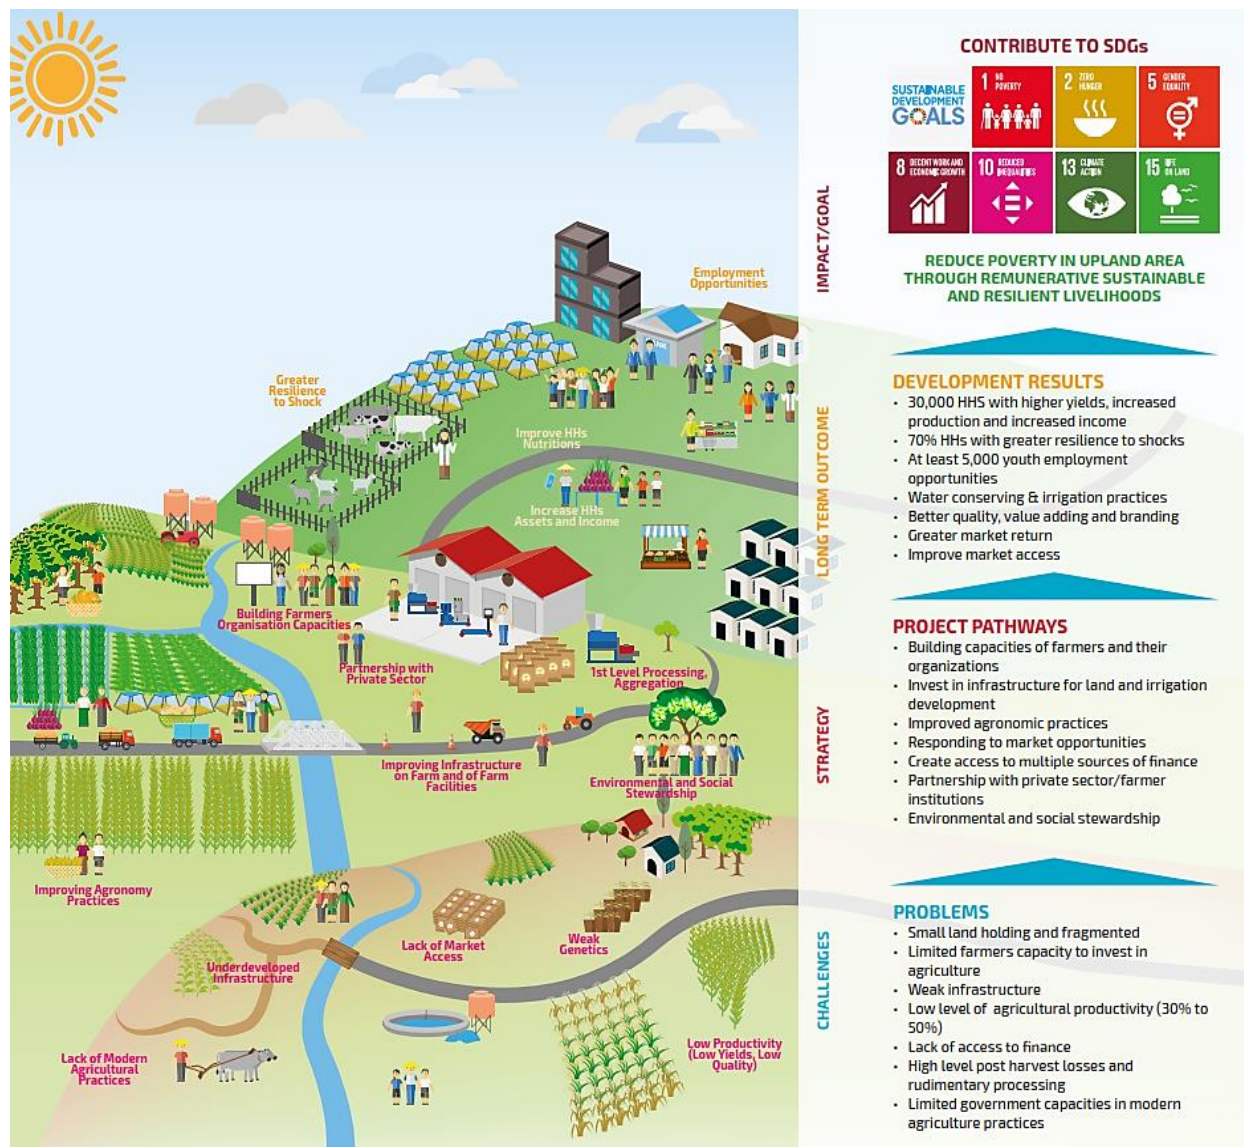 CONTRIBUTE TO SDGs
SUSTAINABLE
DEVELOPMENT
GOALS
1 NO
POVERTY
2 ZERO
HUNGER
5 GENDER
EQUALITY
8 DECENT WORK AND
ECONOMIC GROWTH
10 REDUCED
INEQUALITIES
13 CLIMATE
ACTION
15 LIFE
ON LAND
IMPACT/GOAL
REDUCE POVERTY IN UPLAND AREA
THROUGH REMUNERATIVE SUSTAINABLE
AND RESILIENT LIVELIHOODS
Employment
Opportunities
Greater
Resilience
to Shock
Improve HHs
Nutritions
Increase HHs
Assets and Income
LONG TERM OUTCOME
DEVELOPMENT RESULTS
• 30,000 HHS with higher yields, increased
production and increased income
• 70% HHs with greater resilience to shocks
• At least 5,000 youth employment
opportunities
• Water conserving & irrigation practices
• Better quality, value adding and branding
• Greater market return
• Improve market access
Building Farmers
Organisation Capacities
Partnership with
Private Sector
1st Level Processing,
Aggregation
Improving Infrastructure
on Farm and of Farm
Facilities
Environmental and Social
Stewardship
Improving Agronomy
Practices
STRATEGY
PROJECT PATHWAYS
• Building capacities of farmers and their
organizations
• Invest in infrastructure for land and irrigation
development
• Improved agronomic practices
• Responding to market opportunities
• Create access to multiple sources of finance
• Partnership with private sector/farmer
institutions
• Environmental and social stewardship
Lack of Market
Access
Weak
Genetics
Underdeveloped
Infrastructure
Lack of Modern
Agricultural
Practices
Low Productivity
(Low Yields, Low
Quality)
CHALLENGES
PROBLEMS
• Small land holding and fragmented
• Limited farmers capacity to invest in
agriculture
• Weak infrastructure
• Low level of agricultural productivity (30% to
50%)
• Lack of access to finance
• High level post harvest losses and
rudimentary processing
• Limited government capacities in modern
agriculture practices